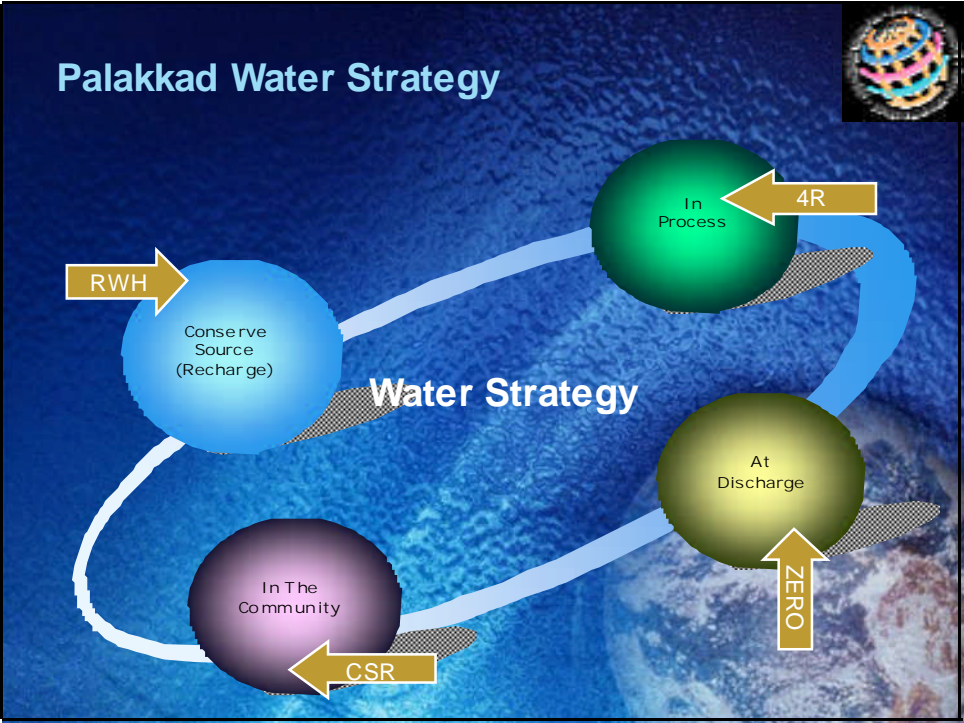 Palakkad Water Strategy
In
Process
4R
RWH
Conserve
Source
(Recharge)
Water Strategy
At
Discharge
ZERO
In The
Community
CSR